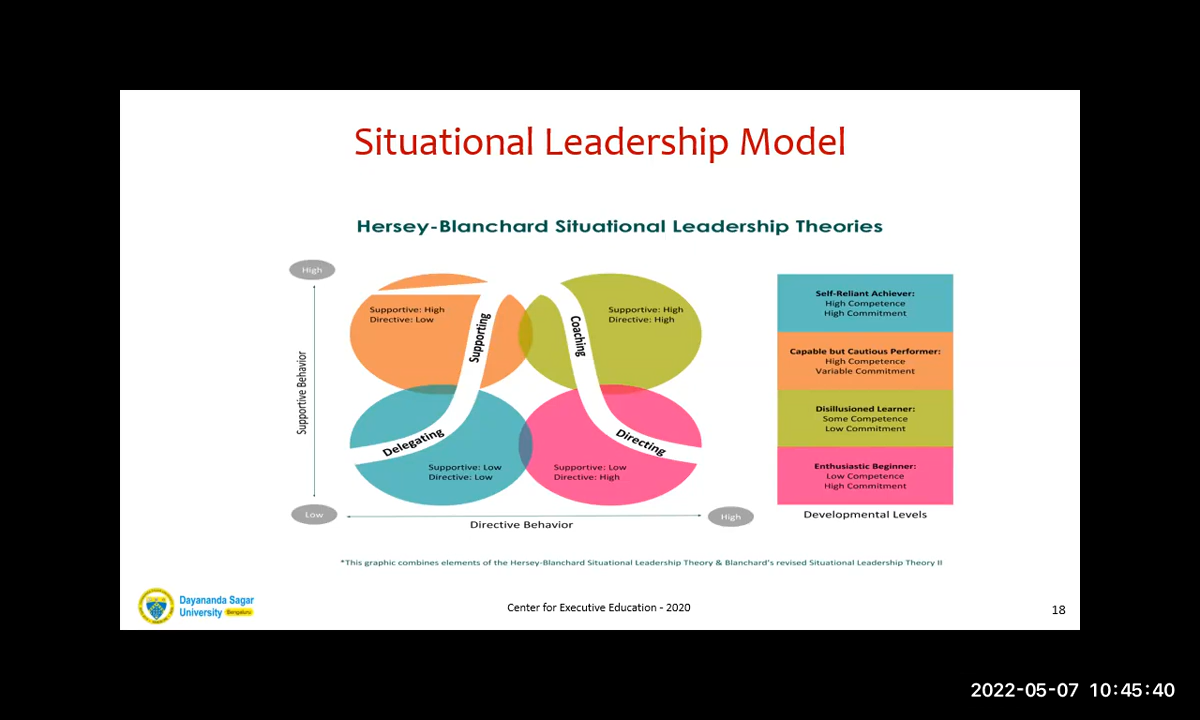 Situational Leadership Model
Hersey-Blanchard Situational Leadership Theories
High
Supportive Behavior
Low
Supportive: High
Directive: Low
Supporting
Coaching
Supportive: High
Directive: High
Delegating
Supportive: Low
Directive: Low
Directing
Supportive: Low
Directive: High
Directive Behavior
High
Self-Reliant Achiever:
High Competence
High Commitment
Capable but Cautious Performer:
High Competence
Variable Commitment
Disillusioned Learner:
Some Competence
Low Commitment
Enthusiastic Beginner:
Low Competence
High Commitment
Developmental Levels
*This graphic combines elements of the Hersey-Blanchard Situational Leadership Theory & Blanchard's revised Situational Leadership Theory II
Dayananda Sagar
University Bengaluru
Center for Executive Education - 2020
18
2022-05-07 10:45:40